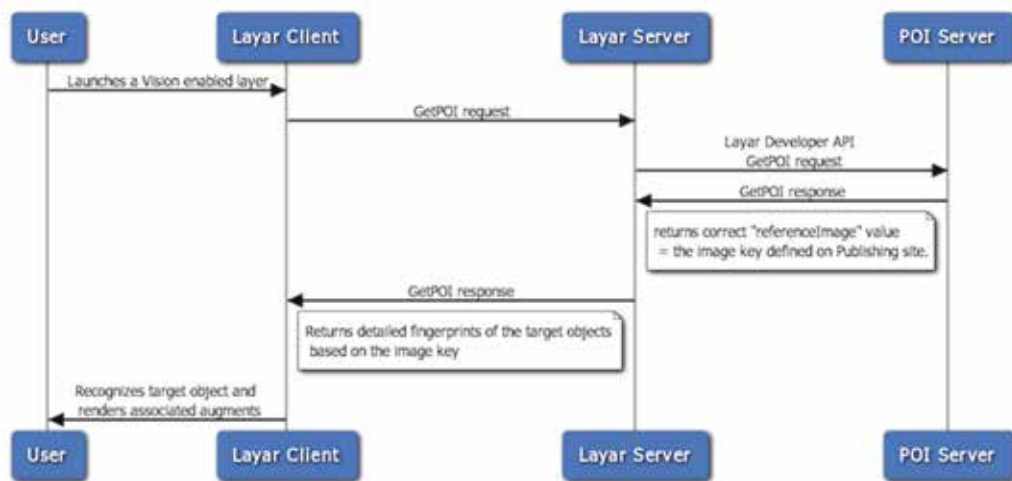 User
Layar Client
Layar Server
POI Server
Launches a Vision enabled layer
GetPOI request
Layar Developer API
GetPOI request
GetPOI response
returns correct "referenceImage" value
= the image key defined on Publishing site.
GetPOI response
Returns detailed fingerprints of the target objects
based on the image key
Recognizes target object and
renders associated augments
User
Layar Client
Layar Server
POI Server